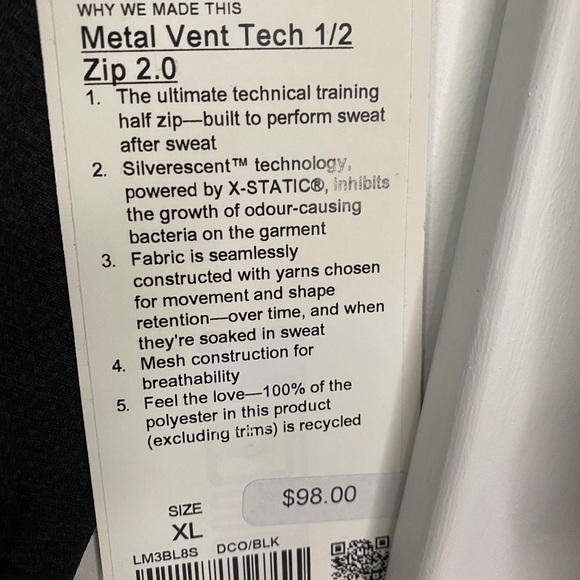 WHY WE MADE THIS
Metal Vent Tech 1/2
Zip 2.0
1. The ultimate technical training
half zip—built to perform sweat
after sweat
2. Silverescent™ technology,
powered by X-STATIC®, inhibits
the growth of odour-causing
bacteria on the garment
3. Fabric is seamlessly
constructed with yarns chosen
for movement and shape
retention—over time, and when
they're soaked in sweat
4. Mesh construction for
breathability
5. Feel the love—100% of the
polyester in this product
(excluding trims) is recycled
$98.00
SIZE
XL
LM3BL8S DCO/BLK